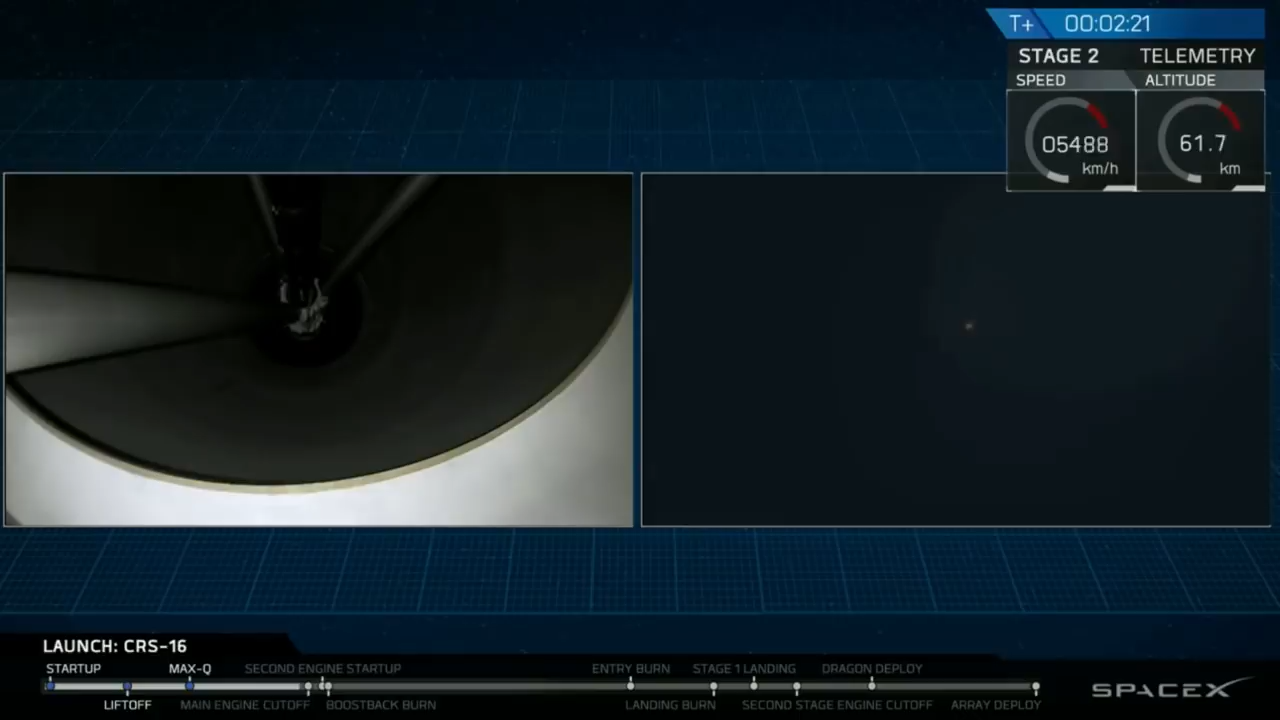 T+ 00:02:21
STAGE 2 TELEMETRY
SPEED ALTITUDE
05488 61.7
km/h km
LAUNCH: CRS-16
STARTUP MAX-Q SECOND ENGINE STARTUP ENTRY BURN STAGE 1 LANDING DRAGON DEPLOY
LIFTOFF MAIN ENGINE CUTOFF BOOSTBACK BURN LANDING BURN SECOND STAGE ENGINE CUTOFF ARRAY DEPLOY
SPACEX